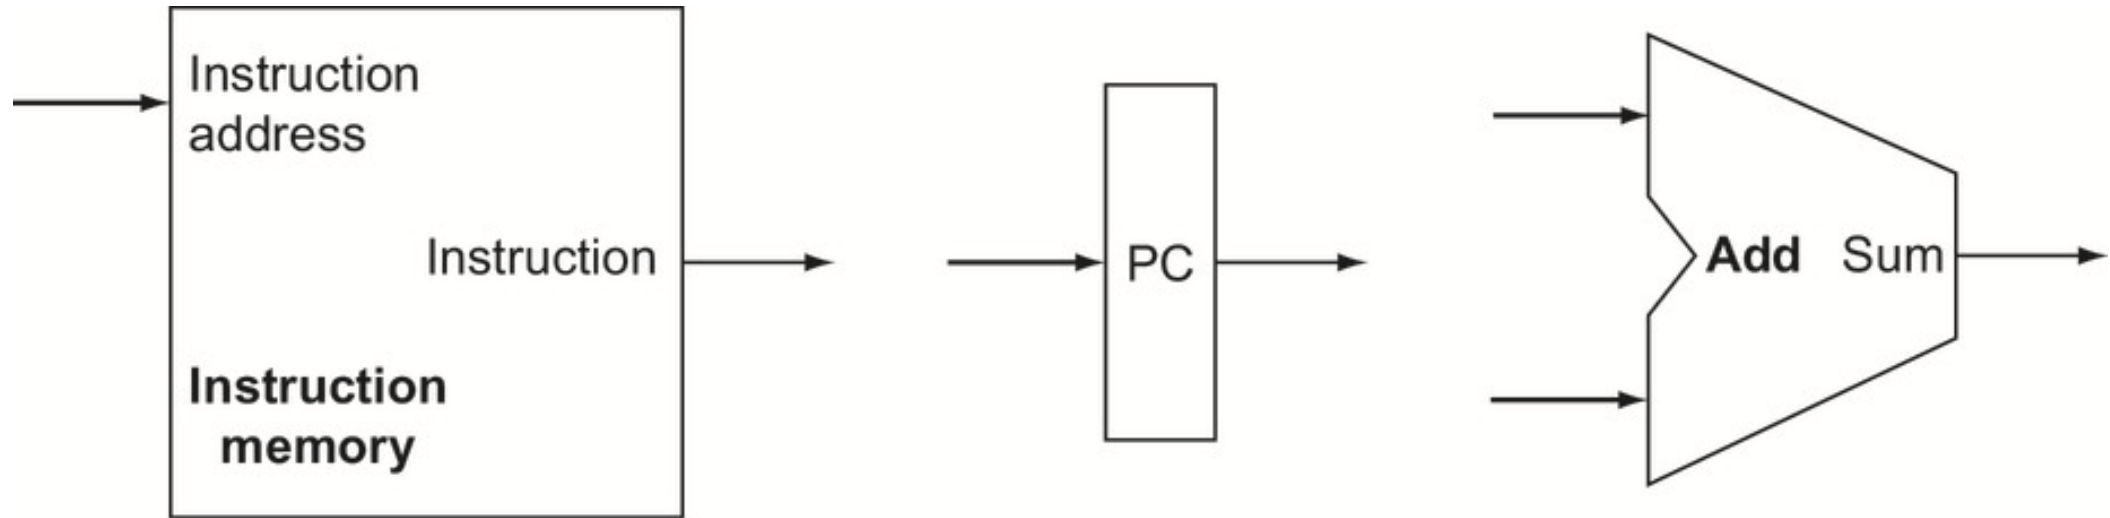 Instruction
address
Instruction
Instruction
memory
PC
Add Sum